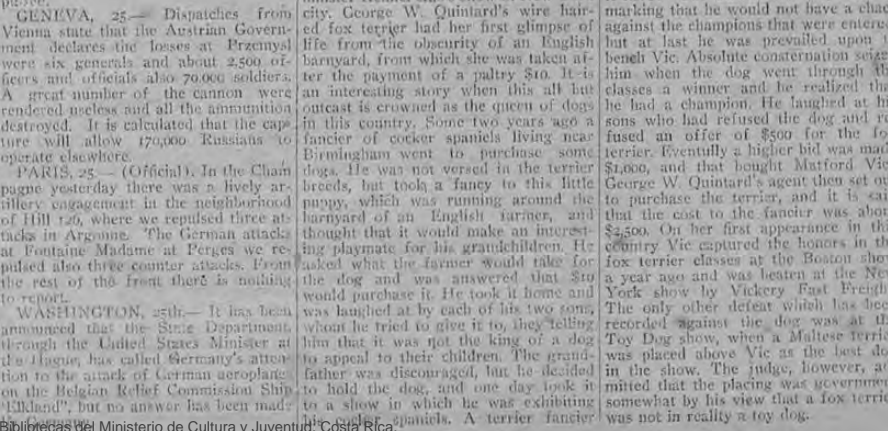 GENEVA, 25.— Dispatches from
Vienna state that the Austrian Govern-
ment declares the losses at Przemysl
were six generals and about 2,500 of-
ficers and officials also 70.000 soldiers.
A great number of the cannon were
rendered useless and all the ammunition
destroyed. It is calculated that the cap-
ture will allow 170,000 Russians to
operate elsewhere.
PARIS, 25.— (Official). In the Cham
pagne yesterday there was a lively ar-
tillery engagement in the neighborhood
of Hill 196, where we repulsed three at-
tacks in Argonne. The German attacks
at Fontaine Madame at Perges we re-
pulsed also three counter attacks. From
the rest of the front there is nothing
to report.
WASHINGTON, 25th.— It has been
announced that the State Department,
through the United States Minister at
the Hague, has called Germany's atten-
tion to the attack of German aeroplanes
on the Belgian Relief Commission Ship
"Elkland", but no answer has been made
city. George W. Quintard's wire hair-
ed fox terrier had her first glimpse of
life from the obscurity of an English
barnyard, from which she was taken af-
ter the payment of a paltry $10. It is
an interesting story when this all but
outcast is crowned as the queen of dogs
in this country. Some two years ago a
fancier of cocker spaniels living near
Birmingham went to purchase some
dogs. He was not versed in the terrier
breeds, but took a fancy to this little
puppy, which was running around the
barnyard of an English farmer, and
thought that it would make an interest-
ing playmate for his grandchildren. He
asked what the farmer would take for
the dog and was answered that $10
would purchase it. He took it home and
was laughed at by each of his two sons,
whom he tried to give it to, they telling
him that it was not the king of a dog
to appeal to their children. The grand-
father was discouraged, but he decided
to hold the dog, and one day took it
to a show in which he was exhibiting
spaniels. A terrier fancier
marking that he would not have a chan
against the champions that were entered
but at last he was prevailed upon t
bench Vic. Absolute consternation seize
him when the dog went through th
classes a winner and he realized tha
he had a champion. He laughed at hi
sons who had refused the dog and re
fused an offer of $500 for the fox
terrier. Eventully a higher bid was mad
$1,000, and that bought Matford Vic
George W. Quintard's agent then set ou
to purchase the terrier, and it is sai
that the cost to the fancier was abou
$2,500. On her first appearance in thi
country Vic captured the honors in th
fox terrier classes at the Boston show
a year ago and was beaten at the New
York show by Vickery Fast Freigh
The only other defeat which has bee
recorded against the dog was at th
Toy Dog show, when a Maltese terrie
was placed above Vic as the best do
in the show. The judge, however, ad
mitted that the placing was governmen
somewhat by his view that a fox terrie
was not in reality a toy dog.
Bibliotecas del Ministerio de Cultura y Juventud, Costa Rica.